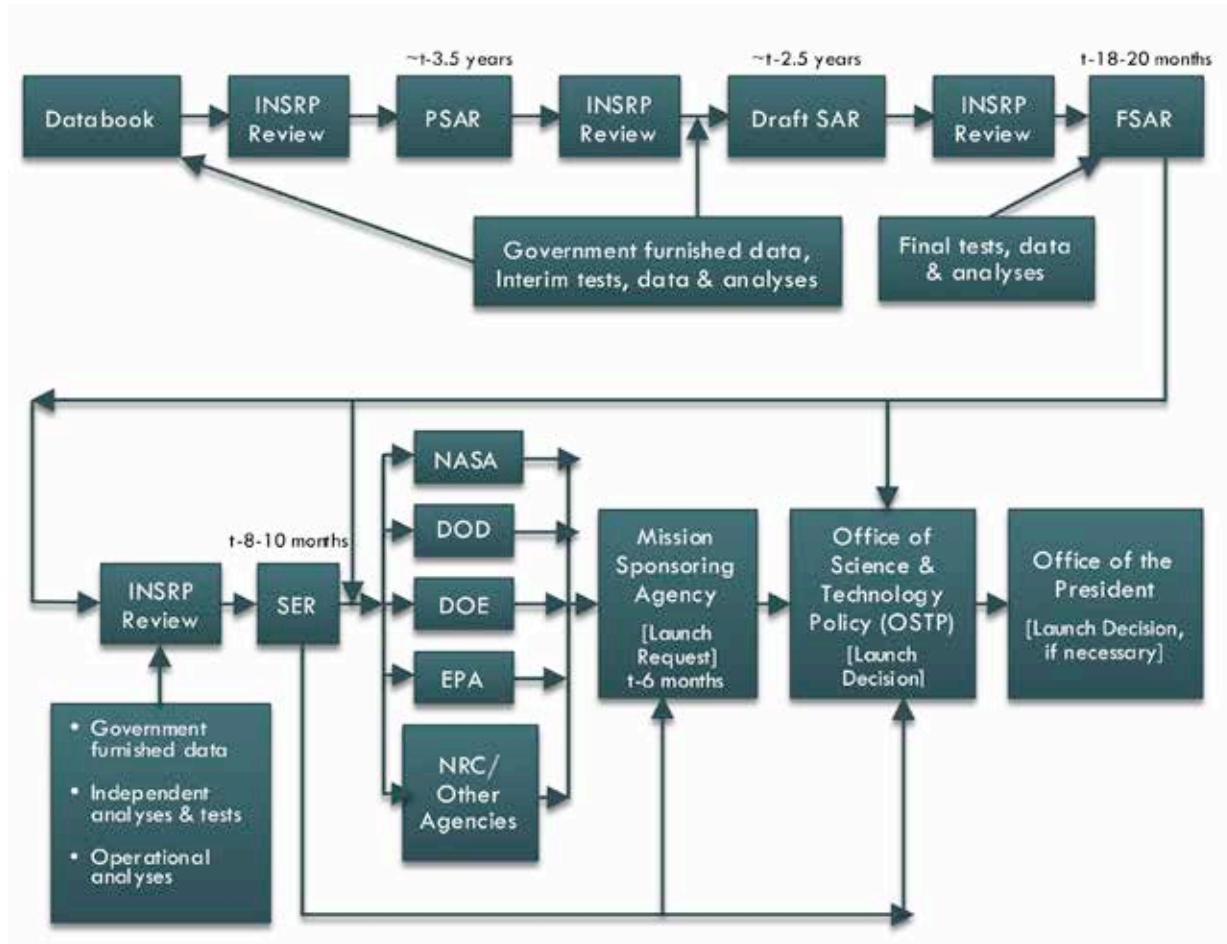 ~t-3.5 years
~t-2.5 years
t-18-20 months
Databook
INSRP
Review
PSAR
INSRP
Review
Draft SAR
INSRP
Review
FSAR
Government furnished data,
Interim tests, data & analyses
Final tests, data
& analyses
t-8-10 months
INSRP
Review
SER
NASA
DOD
DOE
EPA
NRC/
Other
Agencies
Mission
Sponsoring
Agency
[Launch
Request]
t-6 months
Office of
Science &
Technology
Policy (OSTP)
[Launch
Decision]
Office of the
President
[Launch Decision,
if necessary]
• Government
furnished data
• Independent
analyses & tests
• Operational
analyses